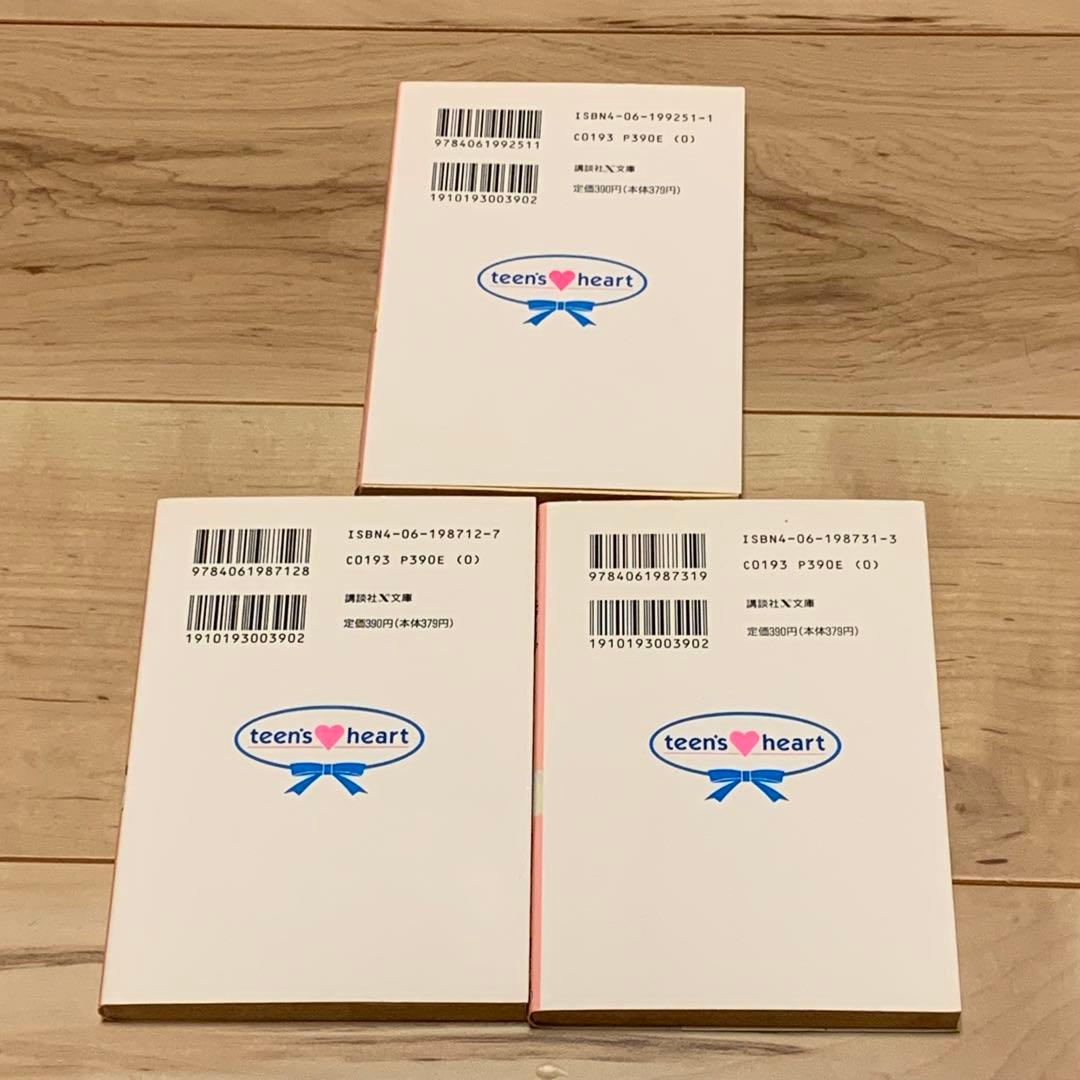 ISBN4-06-199251-1
9784061992511
C0193 P390E (0)
講談社X文庫
1910193003902
定価390円(本体379円)
teen's heart
ISBN4-06-198712-7
9784061987128
C0193 P390E (0)
講談社X文庫
1910193003902
定価390円(本体379円)
teen's heart
ISBN4-06-198731-3
9784061987319
C0193 P390E (0)
講談社X文庫
1910193003902
定価390円(本体379円)
teen's heart